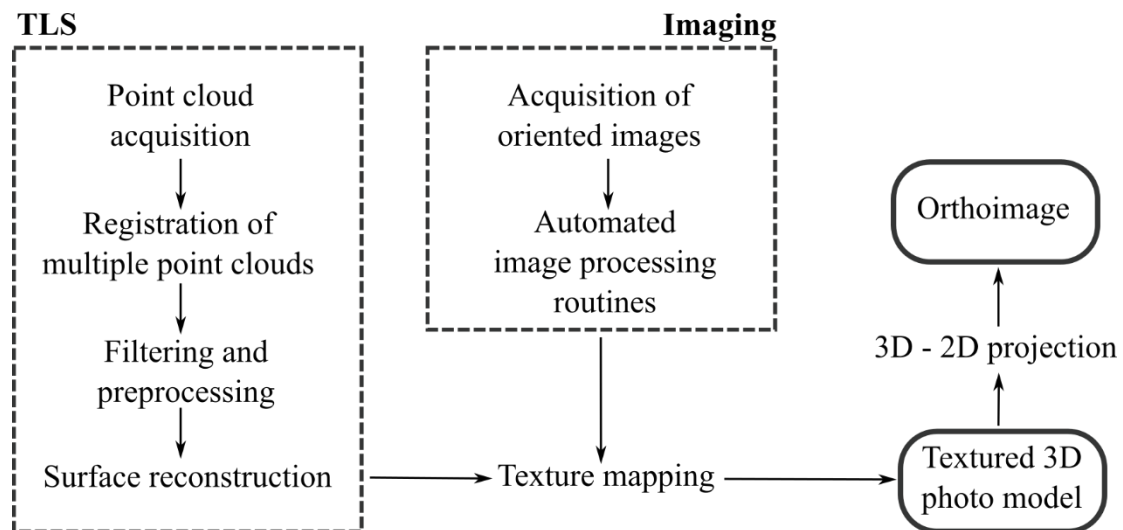 TLS
Point cloud
acquisition
Registration of
multiple point clouds
Filtering and
preprocessing
Surface reconstruction
Imaging
Acquisition of
oriented images
Automated
image processing
routines
Texture mapping
Textured 3D
photo model
3D - 2D projection
Orthoimage